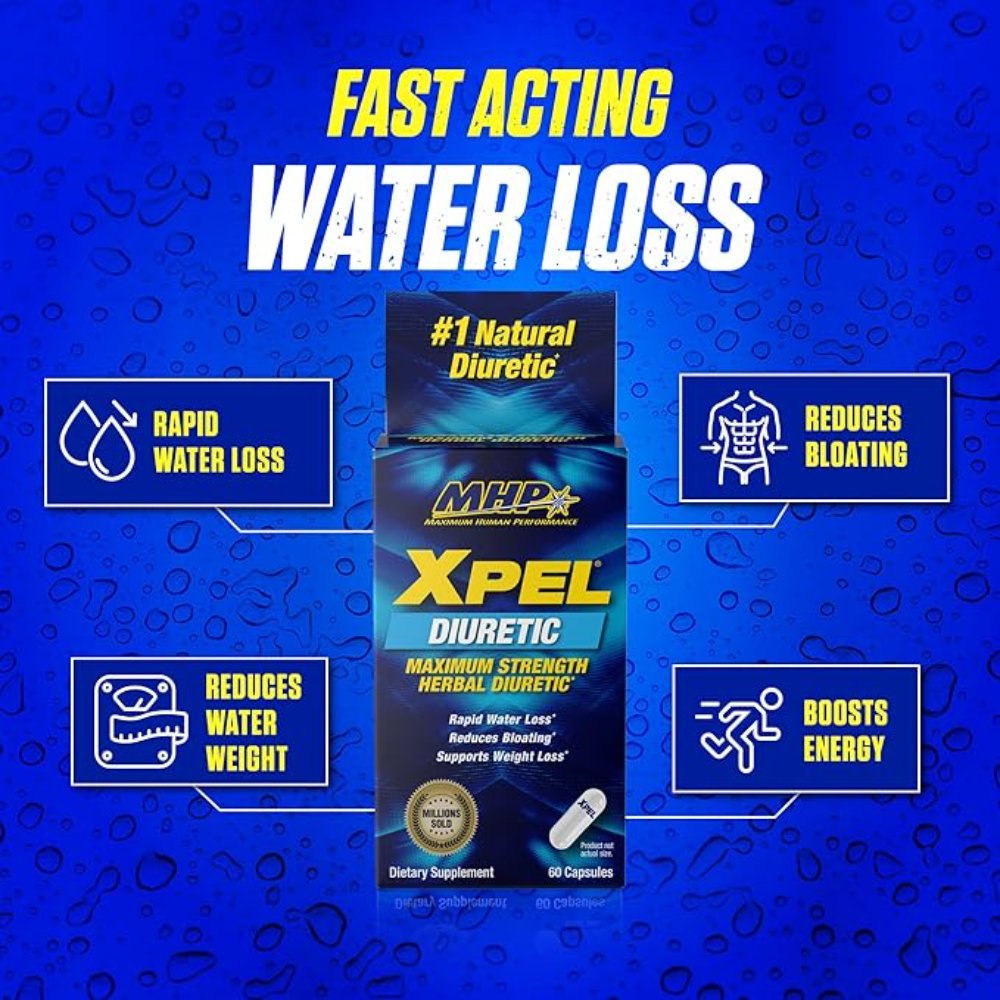 FAST ACTING
WATER LOSS
#1 Natural
Diuretic*
RAPID
WATER LOSS
REDUCES
BLOATING
MHP
MAXIMUM HUMAN PERFORMANCE
XPEL®
DIURETIC
MAXIMUM STRENGTH
HERBAL DIURETIC*
Rapid Water Loss*
Reduces Bloating*
Supports Weight Loss*
REDUCES
WATER
WEIGHT
BOOSTS
ENERGY
MILLIONS
SOLD
XPEL
Product not
actual size.
Dietary Supplement
60 Capsules